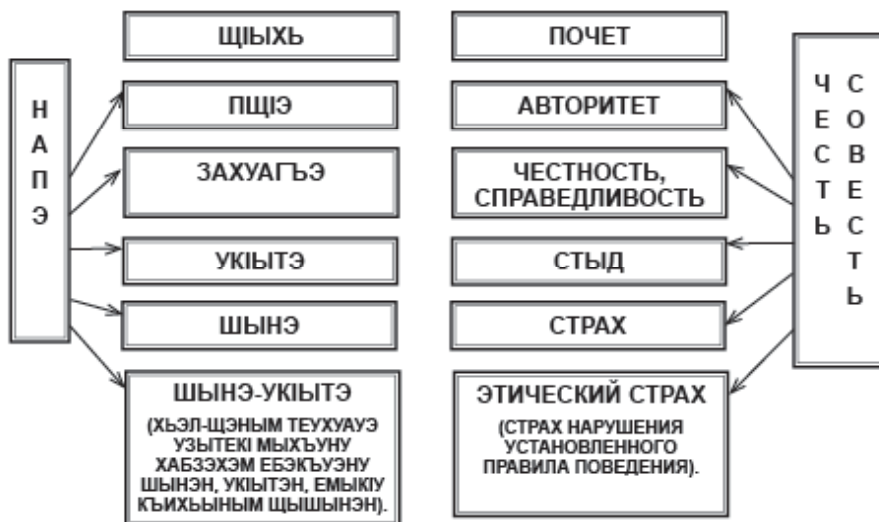 НАПЭ
ЩІЫХЬ
ПЩІЭ
ЗАХУАГЪЭ
УКІЫТЭ
ШЫНЭ
ШЫНЭ-УКІЫТЭ
(ХЬЭЛ-ЩЭНЫМ ТЕУХУАУЭ
УЗЫТЕКІ МЫХЪУНУ
ХАБЗЭХЭМ ЕБЭКЪУЭНУ
ШЫНЭН, УКІЫТЭН, ЕМЫКІУ
КЪИХЬЫНЫМ ЩЫШЫНЭН).
ПОЧЕТ
АВТОРИТЕТ
ЧЕСТНОСТЬ,
СПРАВЕДЛИВОСТЬ
СТЫД
СТРАХ
ЭТИЧЕСКИЙ СТРАХ
(СТРАХ НАРУШЕНИЯ
УСТАНОВЛЕННОГО
ПРАВИЛА ПОВЕДЕНИЯ).
ЧЕСТЬ
СОВЕСТЬ